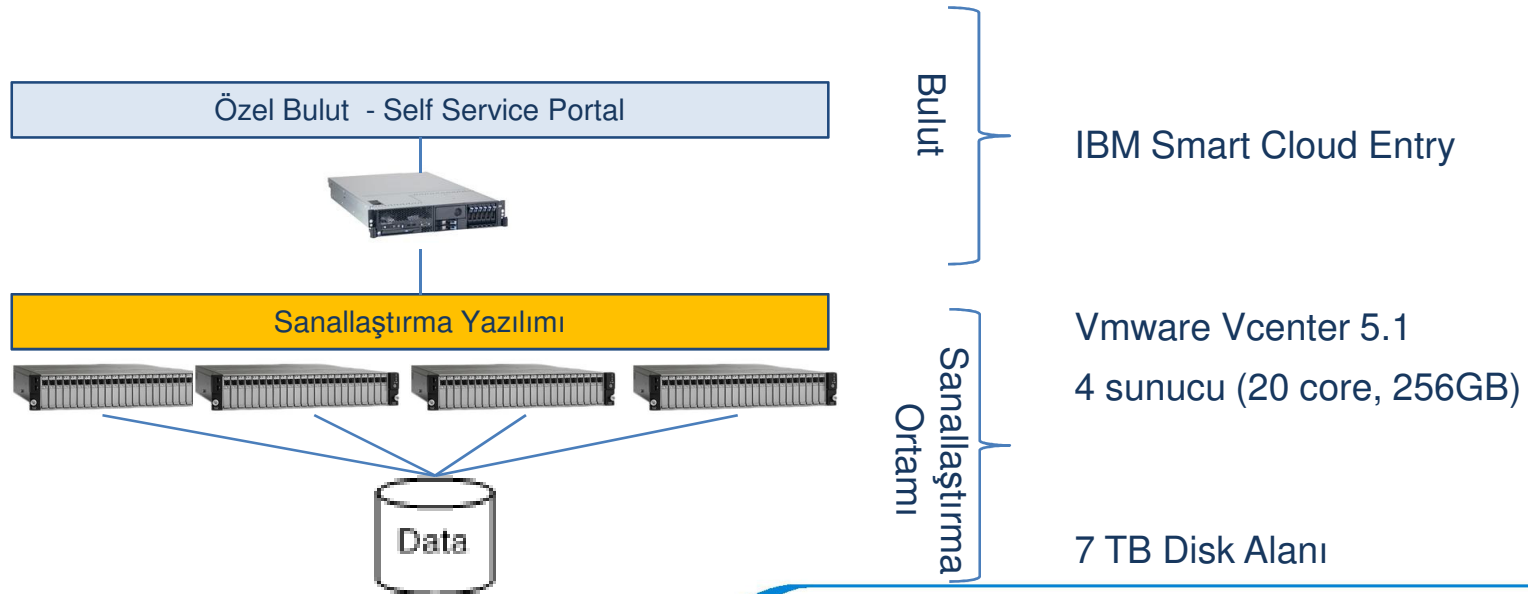 Özel Bulut - Self Service Portal
Sanallaştırma Yazılımı
Data
Bulut
Sanallaştırma
Ortamı
IBM Smart Cloud Entry
Vmware Vcenter 5.1
4 sunucu (20 core, 256GB)
7 TB Disk Alanı